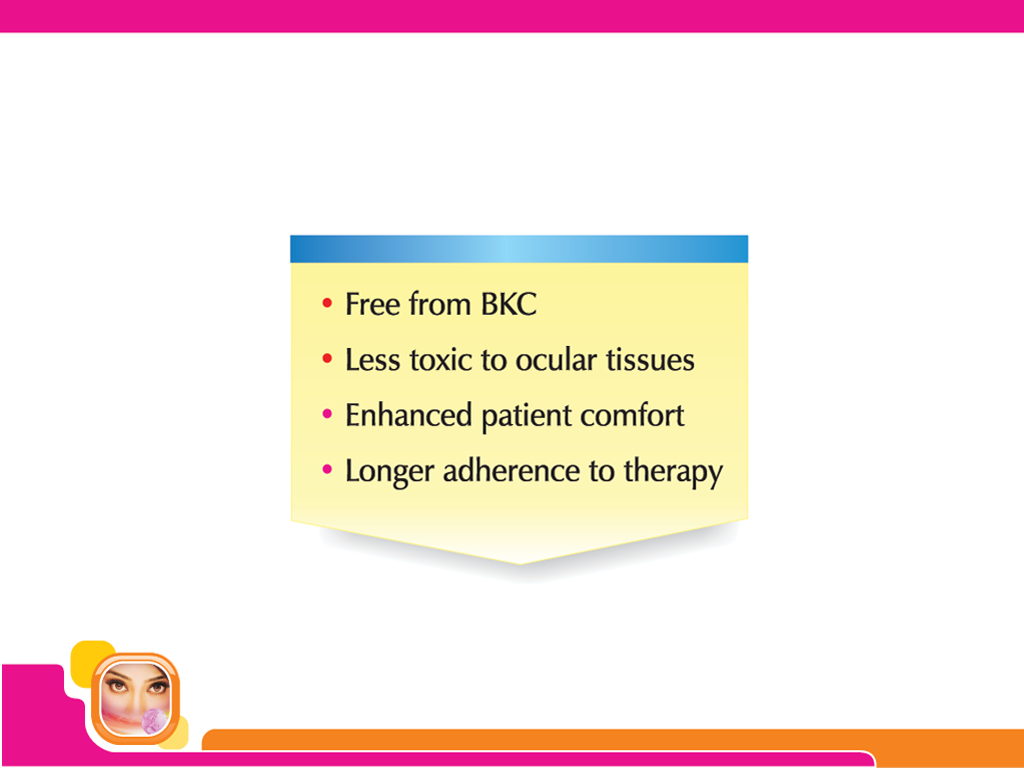 • Free from BKC
• Less toxic to ocular tissues
• Enhanced patient comfort
• Longer adherence to therapy